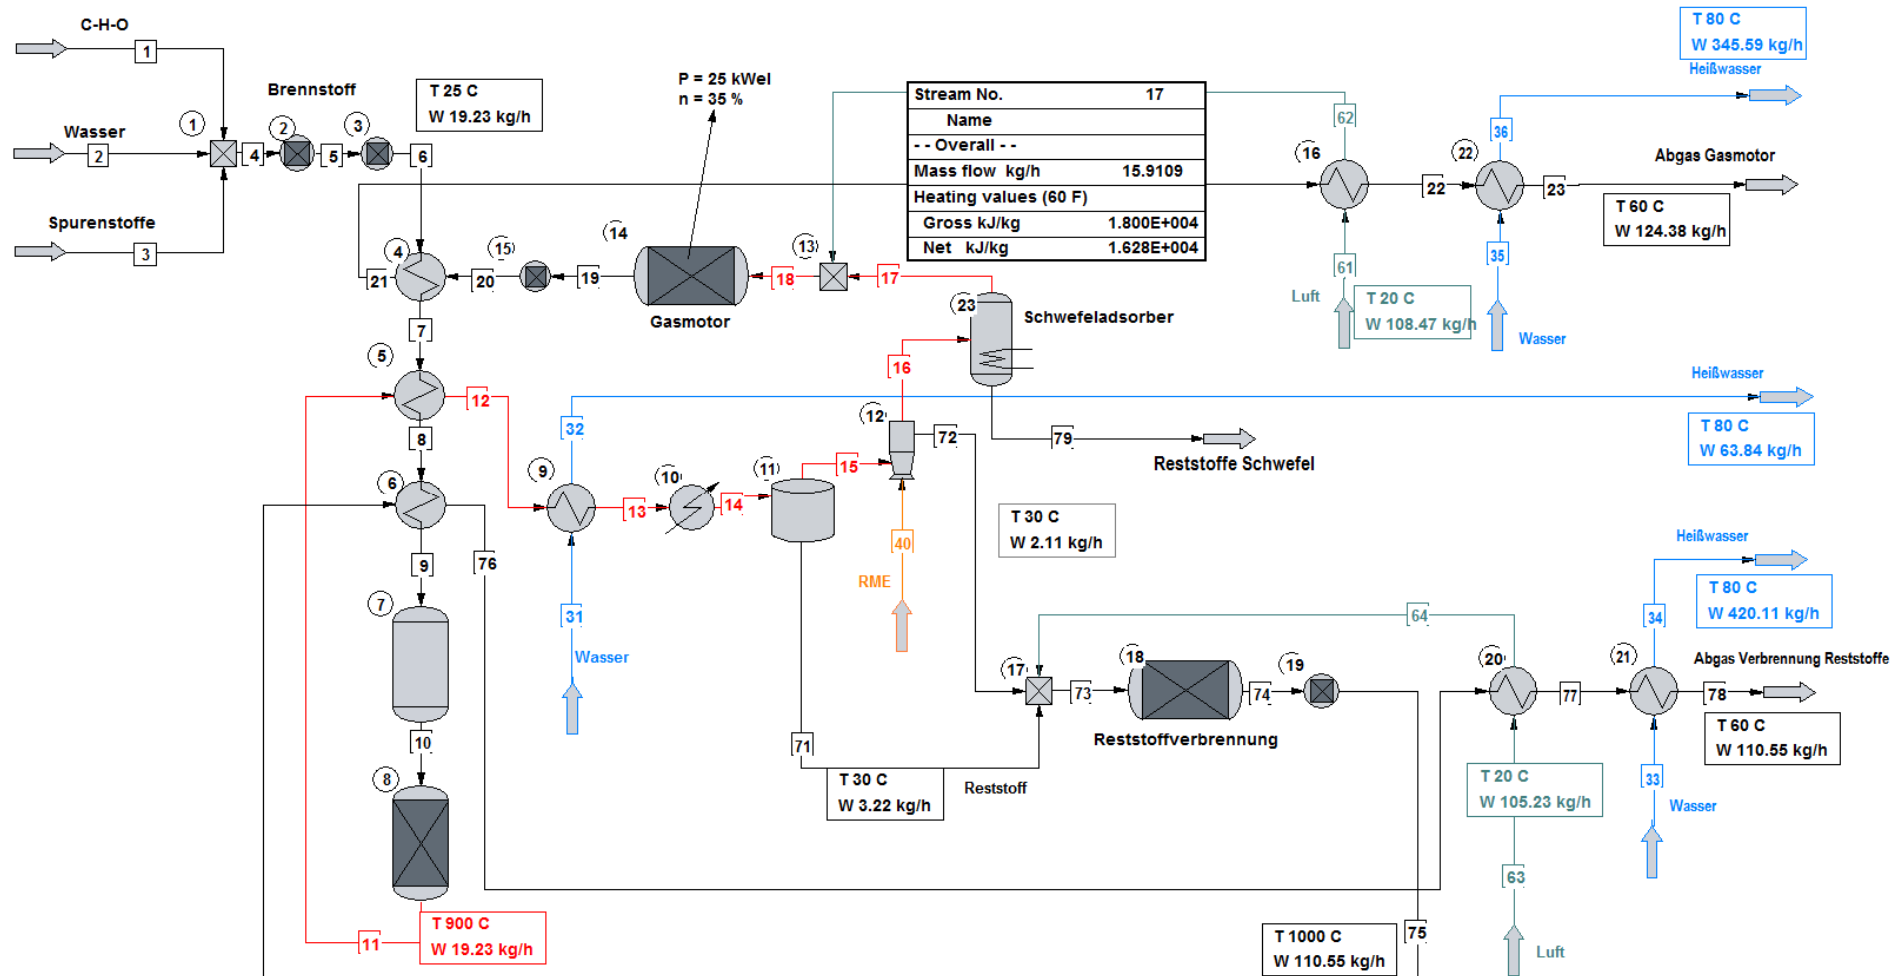 C-H-O
1
T 80 C
W 345.59 kg/h
Heißwasser
P = 25 kWel
n = 35 %
Brennstoff
T 25 C
W 19.23 kg/h
Stream No. 17
Name
- - Overall - -
Mass flow kg/h 15.9109
Heating values (60 F)
Gross kJ/kg 1.800E+004
Net kJ/kg 1.628E+004
62
36
Wasser
2
1
4
2
5
3
6
16
22
22
23
Abgas Gasmotor
T 60 C
W 124.38 kg/h
Spurenstoffe
3
4
21
20
15
19
14
Gasmotor
18
13
17
23
Schwefeladsorber
61
Luft
T 20 C
W 108.47 kg/h
35
Wasser
7
5
12
16
Heißwasser
T 80 C
W 63.84 kg/h
8
32
12
72
79
Reststoffe Schwefel
6
9
13
10
14
11
15
T 30 C
W 2.11 kg/h
9
76
40
RME
31
Wasser
Heißwasser
T 80 C
W 420.11 kg/h
7
64
34
17
73
18
74
19
Reststoffverbrennung
20
77
21
78
Abgas Verbrennung Reststoffe
T 60 C
W 110.55 kg/h
10
71
T 30 C
W 3.22 kg/h
Reststoff
T 20 C
W 105.23 kg/h
33
Wasser
8
63
Luft
11
T 900 C
W 19.23 kg/h
T 1000 C
W 110.55 kg/h
75